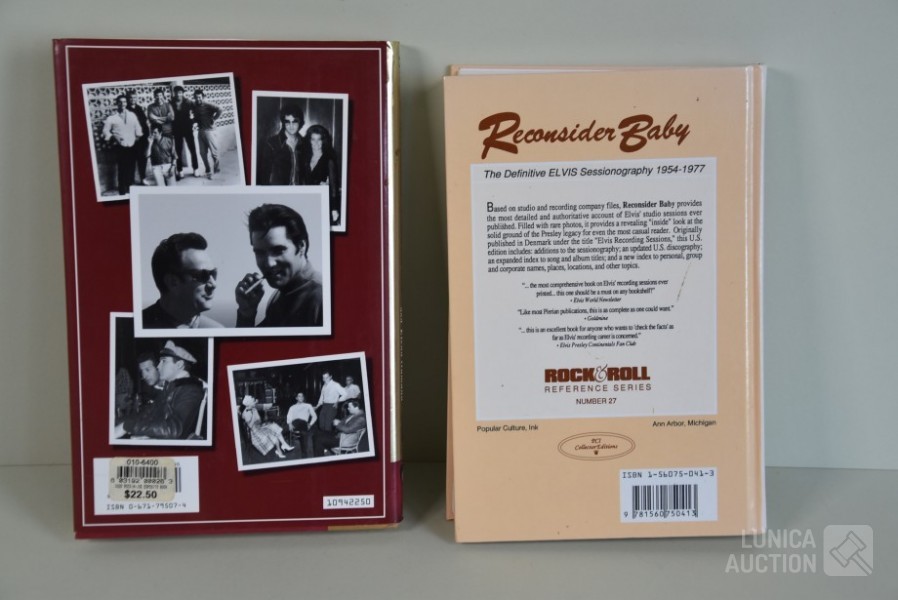 010-6400
$22.50
ISBN 0-671-79507-4
10942250
Reconsider Baby
The Definitive ELVIS Sessionography 1954-1977
Based on studio and recording company files, Reconsider Baby provides
the most detailed and authoritative account of Elvis' studio sessions ever
published. Filled with rare photos, it provides a revealing "inside" look at the
solid ground of the Presley legacy for even the most casual reader. Originally
published in Denmark under the title "Elvis Recording Sessions," this U.S.
edition includes: additions to the sessionography; an updated U.S. discography;
an expanded index to song and album titles; and a new index to personal, group
and corporate names, places, locations, and other topics.
"... the most comprehensive book on Elvis' recording sessions ever
printed... this one should be a must on any bookshelf!"
• Elvis World Newsletter
"Like most Pierian publications, this is as complete as one could want."
• Goldmine
"... this is an excellent book for anyone who wants to 'check the facts' as
far as Elvis' recording career is concerned."
• Elvis Presley Continentals Fan Club
ROCK & ROLL
REFERENCE SERIES
NUMBER 27
Popular Culture, Ink
Ann Arbor, Michigan
PCI
Collector Editions
ISBN 1-56075-041-3
9 781560 750413
LUNICA
AUCTION